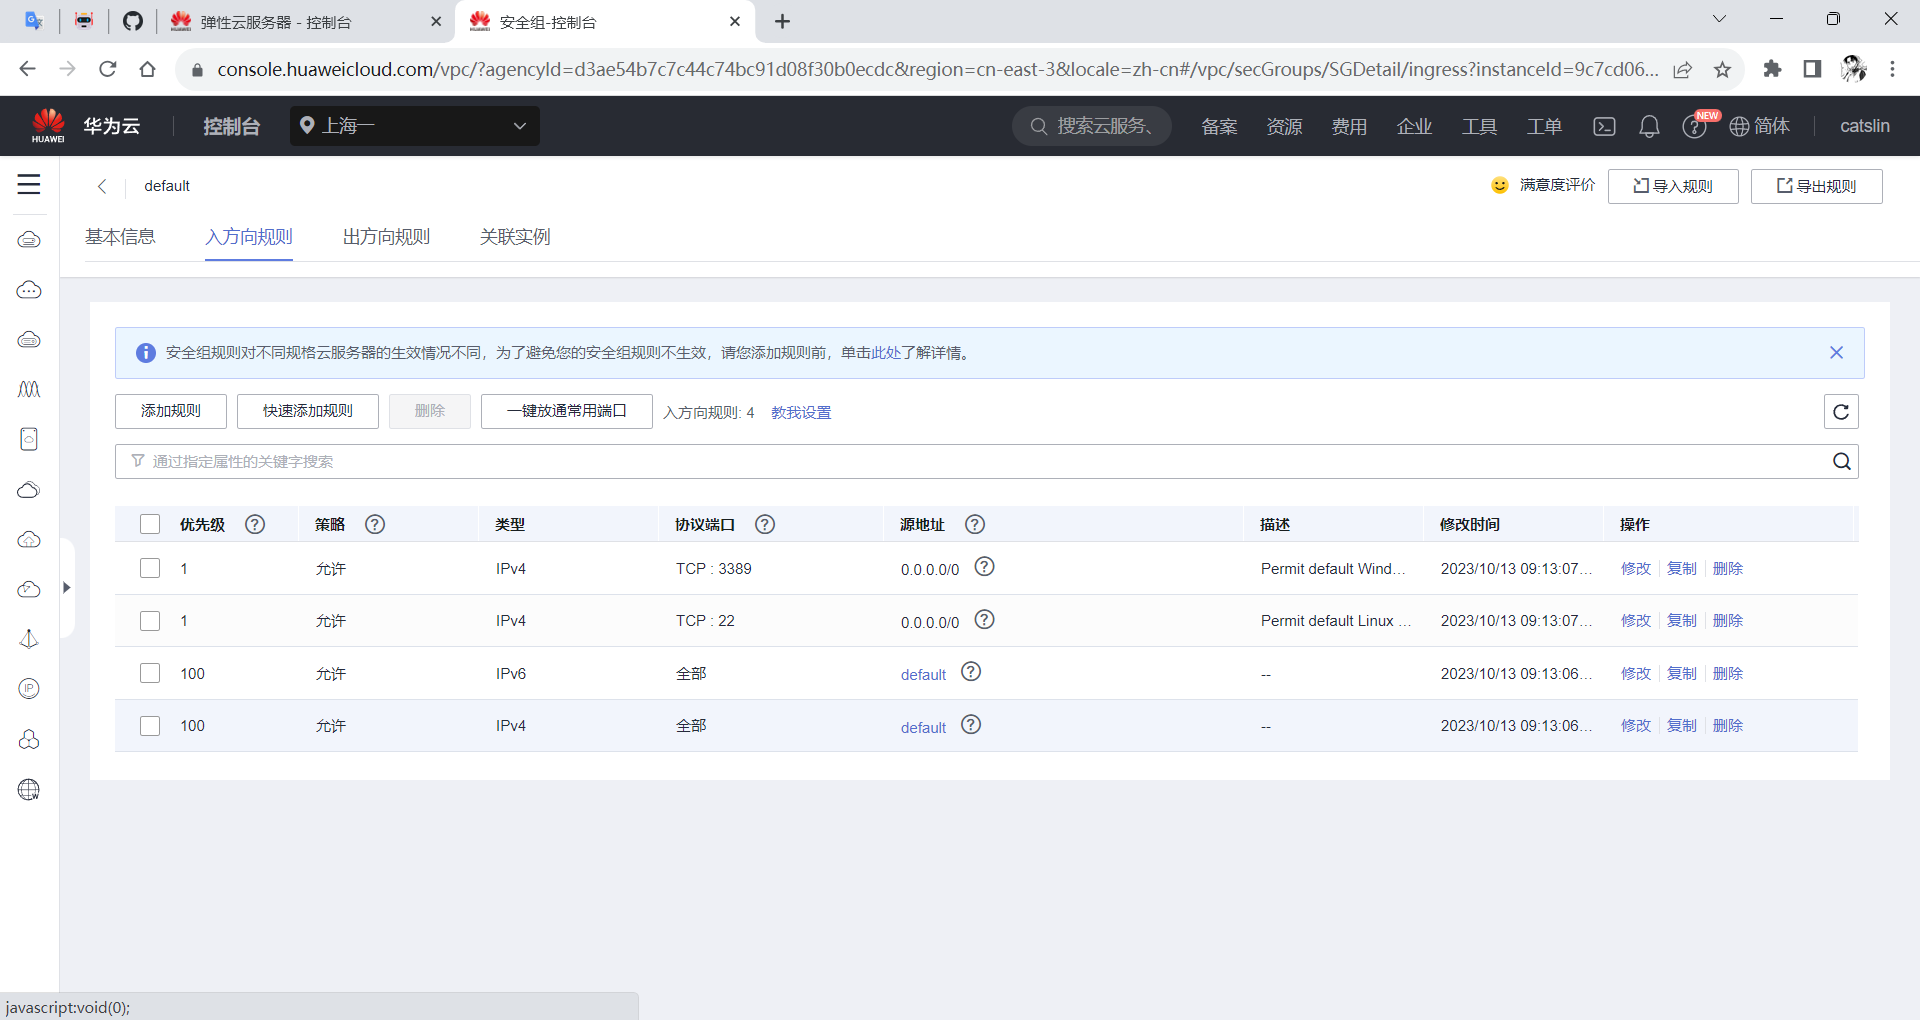 弹性云服务器 - 控制台
安全组-控制台
console.huaweicloud.com/vpc/?agencyId=d3ae54b7c7c44c74bc91d08f30b0ecdc&region=cn-east-3&locale=zh-cn#/vpc/secGroups/SGDetail/ingress?instanceId=9c7cd06...
HUAWEI 华为云 控制台 上海一 搜索云服务、 备案 资源 费用 企业 工具 工单 NEW 简体 catslin
default 满意度评价 导入规则 导出规则
基本信息 入方向规则 出方向规则 关联实例
安全组规则对不同规格云服务器的生效情况不同，为了避免您的安全组规则不生效，请您添加规则前，单击此处了解详情。
添加规则 快速添加规则 删除 一键放通常用端口 入方向规则: 4 教我设置
通过指定属性的关键字搜索
优先级 策略 类型 协议端口 源地址 描述 修改时间 操作
1 允许 IPv4 TCP : 3389 0.0.0.0/0 Permit default Wind... 2023/10/13 09:13:07... 修改 复制 删除
1 允许 IPv4 TCP : 22 0.0.0.0/0 Permit default Linux ... 2023/10/13 09:13:07... 修改 复制 删除
100 允许 IPv6 全部 default -- 2023/10/13 09:13:06... 修改 复制 删除
100 允许 IPv4 全部 default -- 2023/10/13 09:13:06... 修改 复制 删除
IP
javascript:void(0);